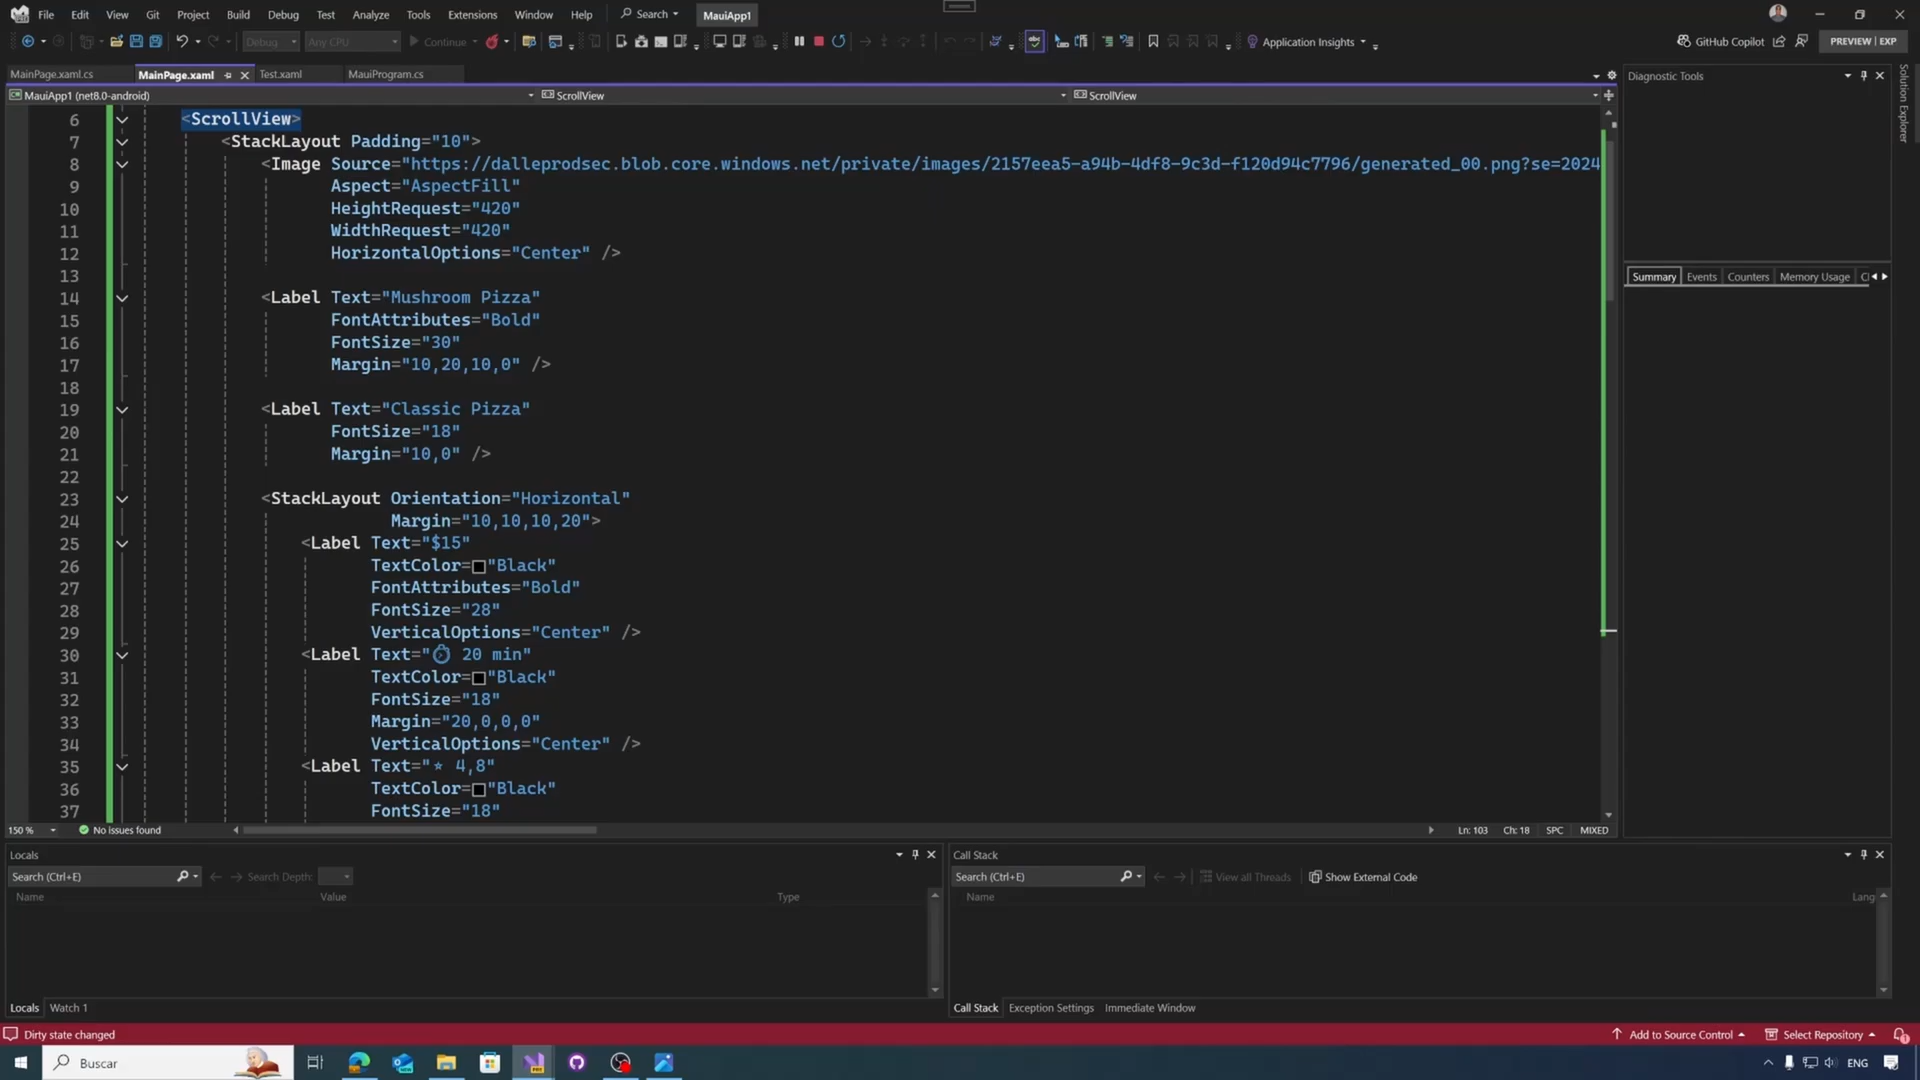 File Edit View Git Project Build Debug Test Analyze Tools Extensions Window Help Search MauiApp1
Debug Any CPU Continue Application Insights GitHub Copilot PREVIEW | EXP
MainPage.xaml.cs MainPage.xaml Test.xaml MauiProgram.cs
MauiApp1 (net8.0-android) ScrollView ScrollView
6 <ScrollView>
7 <StackLayout Padding="10">
8 <Image Source="https://dalleprodsec.blob.core.windows.net/private/images/2157eea5-a94b-4df8-9c3d-f120d94c7796/generated_00.png?se=2024
9 Aspect="AspectFill"
10 HeightRequest="420"
11 WidthRequest="420"
12 HorizontalOptions="Center" />
13
14 <Label Text="Mushroom Pizza"
15 FontAttributes="Bold"
16 FontSize="30"
17 Margin="10,20,10,0" />
18
19 <Label Text="Classic Pizza"
20 FontSize="18"
21 Margin="10,0" />
22
23 <StackLayout Orientation="Horizontal"
24 Margin="10,10,10,20">
25 <Label Text="$15"
26 TextColor="Black"
27 FontAttributes="Bold"
28 FontSize="28"
29 VerticalOptions="Center" />
30 <Label Text="⏱ 20 min"
31 TextColor="Black"
32 FontSize="18"
33 Margin="20,0,0,0"
34 VerticalOptions="Center" />
35 <Label Text="⭐ 4,8"
36 TextColor="Black"
37 FontSize="18"
150 % No issues found Ln: 103 Ch: 18 SPC MIXED
Diagnostic Tools
Summary Events Counters Memory Usage C
Solution Explorer
Locals
Search (Ctrl+E) Search Depth:
Name Value Type
Locals Watch 1
Call Stack
Search (Ctrl+E) View all Threads Show External Code
Name Lang
Call Stack Exception Settings Immediate Window
Dirty state changed Add to Source Control Select Repository 1
Buscar ENG